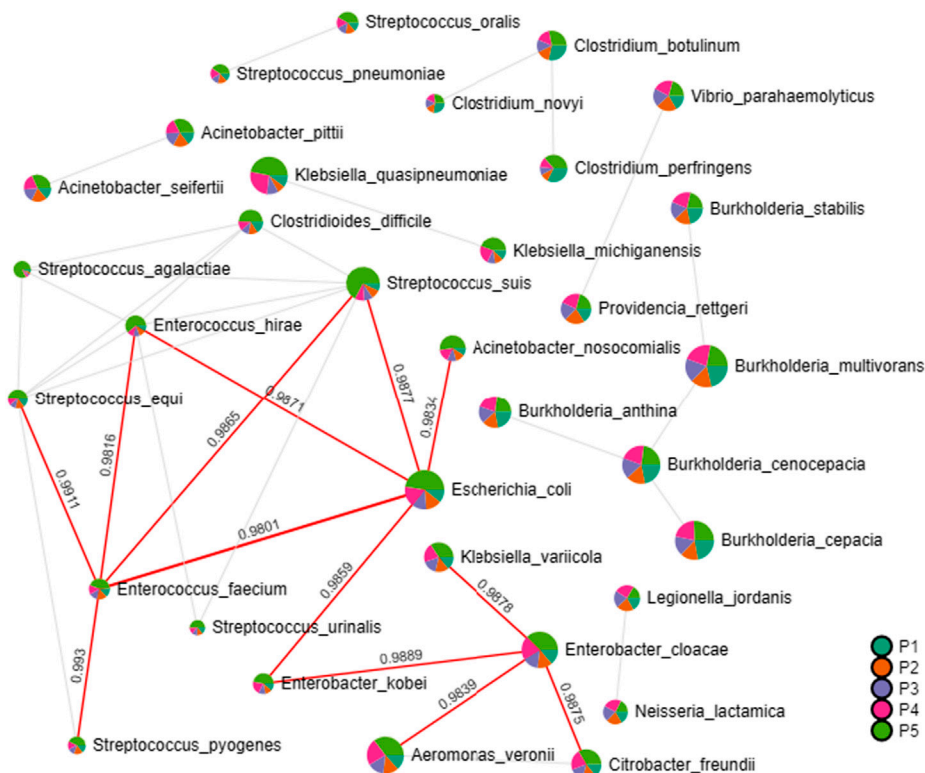 Streptococcus_oralis
Clostridium_botulinum
Streptococcus_pneumoniae
Clostridium_novyi
Vibrio_parahaemolyticus
Acinetobacter_pittii
Klebsiella_quasipneumoniae
Clostridium_perfringens
Acinetobacter_seifertii
Burkholderia_stabilis
Clostridioides_difficile
Klebsiella_michiganensis
Streptococcus_agalactiae
Streptococcus_suis
Providencia_rettgeri
Enterococcus_hirae
Acinetobacter_nosocomialis
Burkholderia_multivorans
0.9877
0.9834
0.9871
0.9865
Streptococcus_equi
Burkholderia_anthina
0.9816
0.9911
Burkholderia_cenocepacia
Escherichia_coli
0.9801
Burkholderia_cepacia
Klebsiella_variicola
0.9859
0.9878
Enterococcus_faecium
Legionella_jordanis
Streptococcus_urinalis
0.993
Enterobacter_cloacae
0.9889
Enterobacter_kobei
0.9839
0.9875
Neisseria_lactamica
Streptococcus_pyogenes
Aeromonas_veronii
Citrobacter_freundii
P1
P2
P3
P4
P5